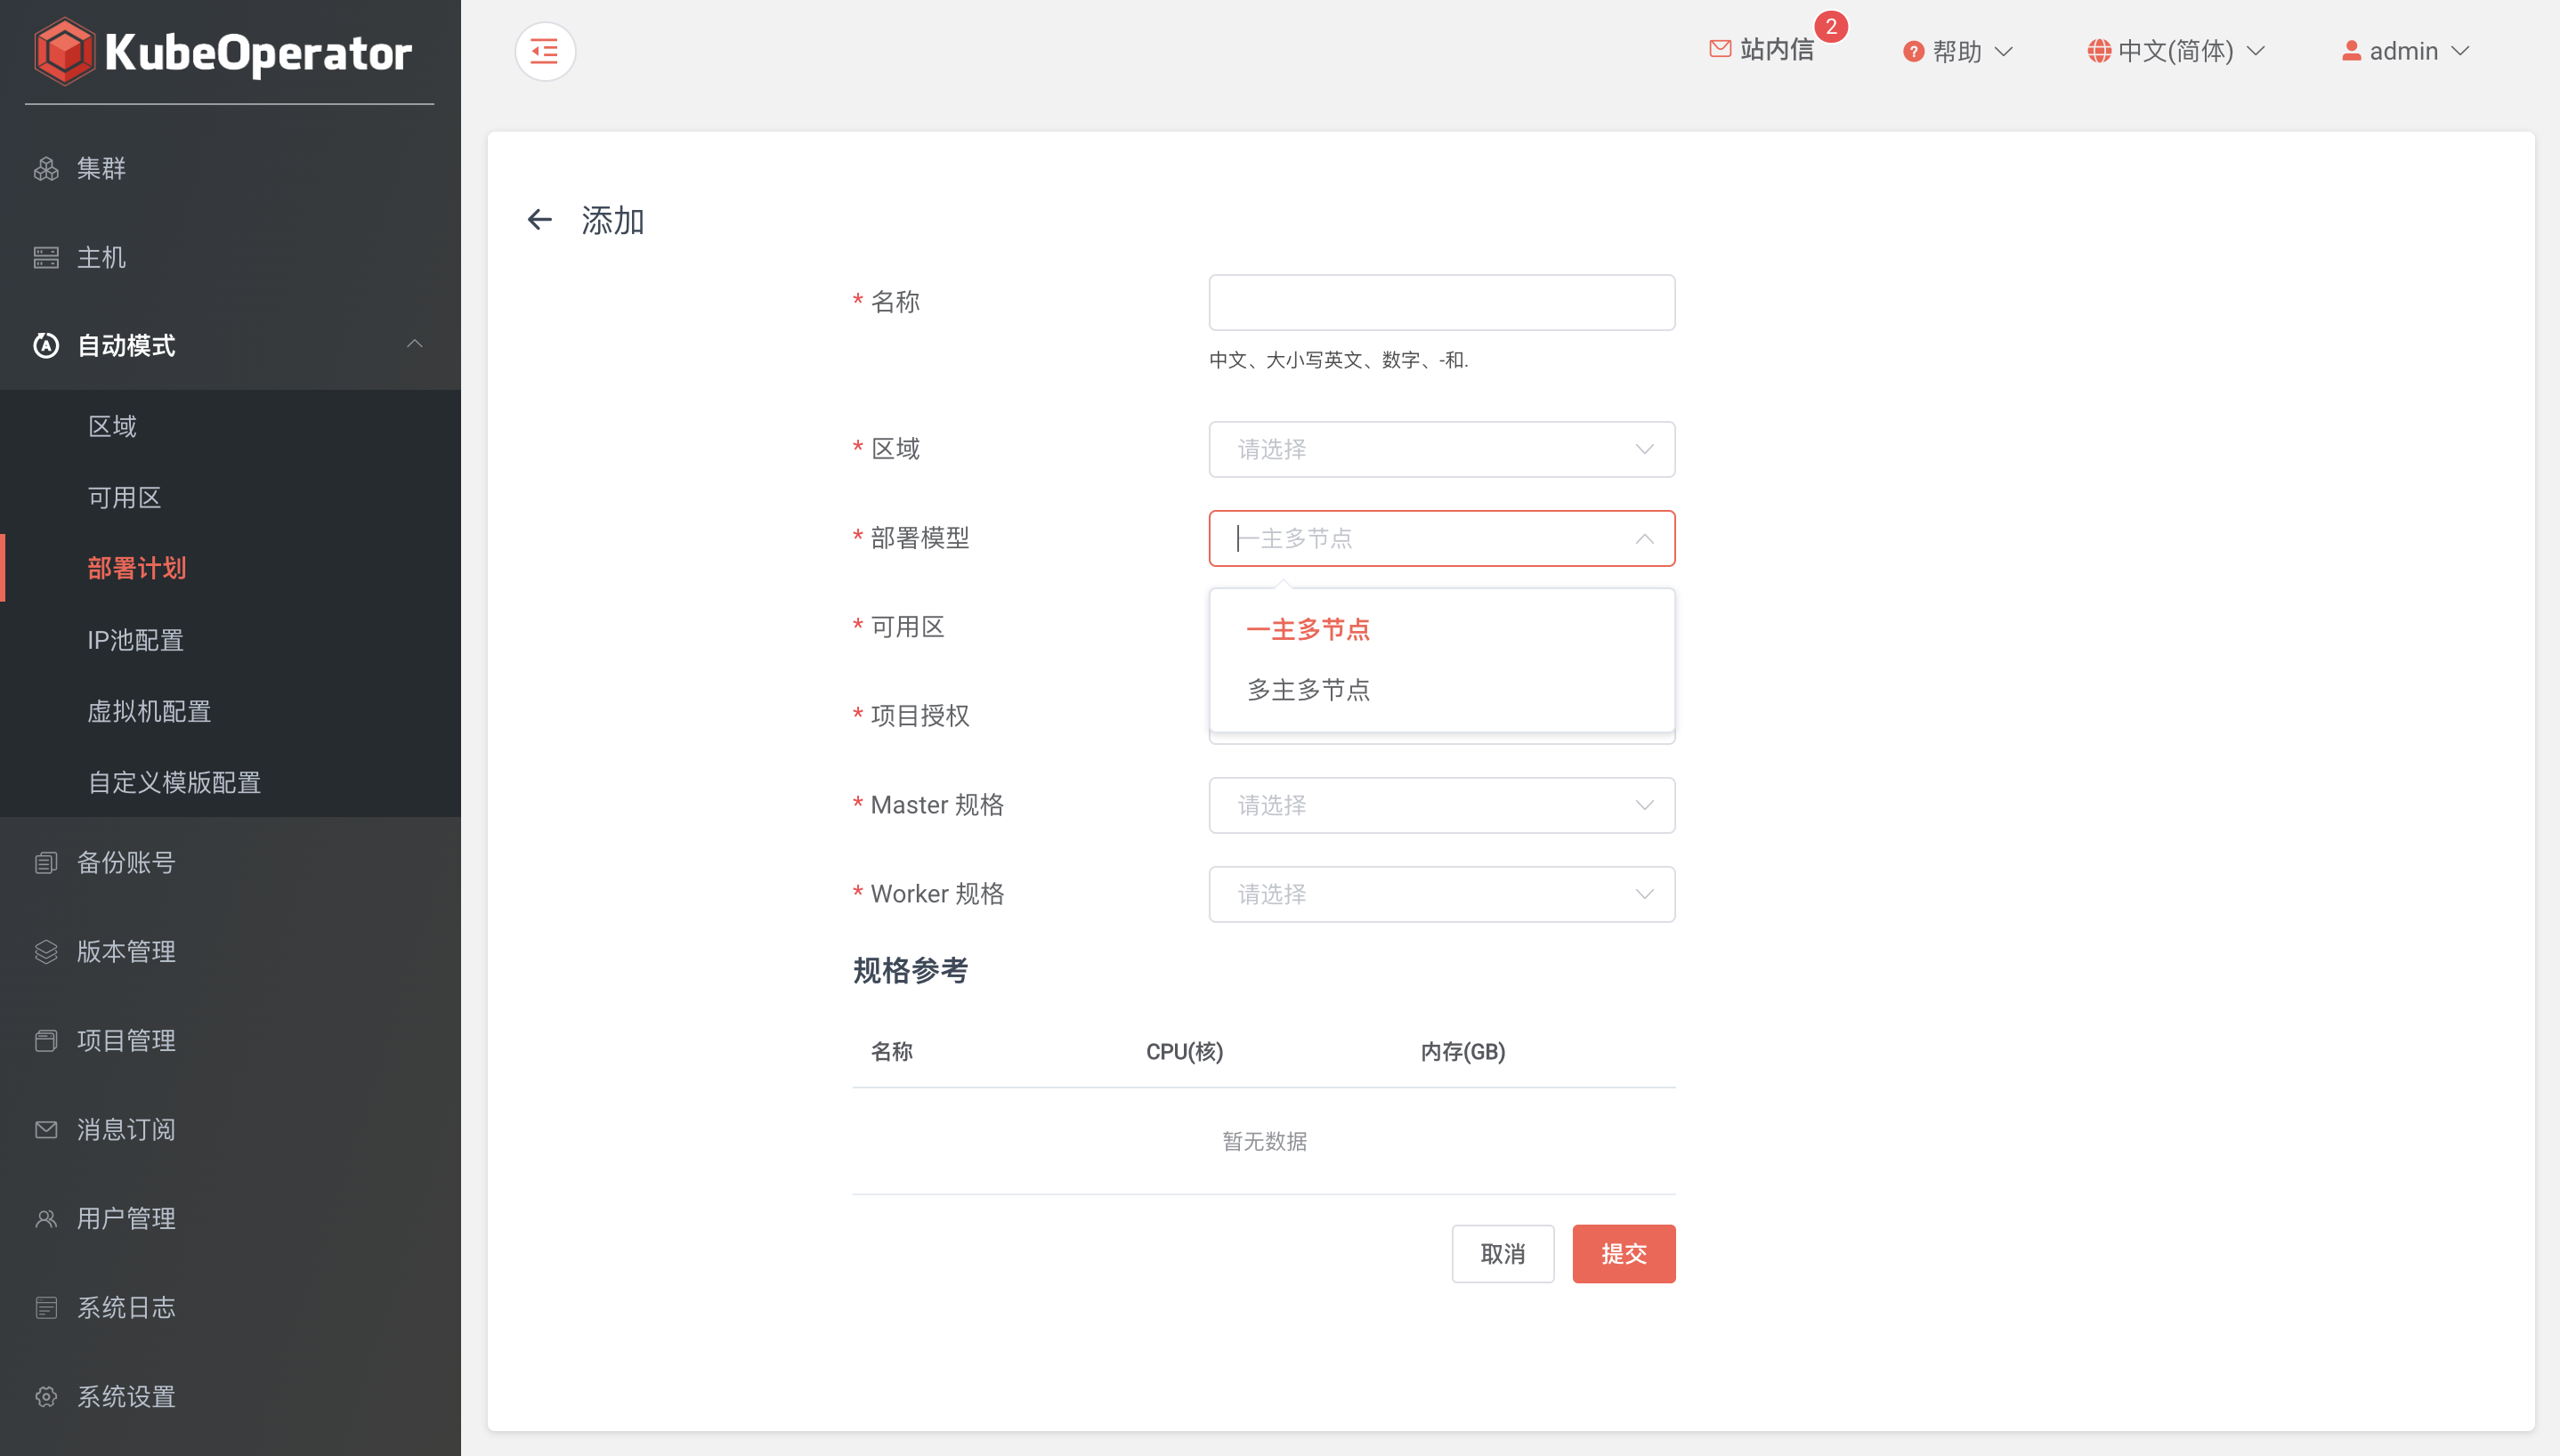 KubeOperator
站内信
2
帮助
中文(简体)
admin
集群
主机
自动模式
区域
可用区
部署计划
IP池配置
虚拟机配置
自定义模版配置
备份账号
版本管理
项目管理
消息订阅
用户管理
系统日志
系统设置
添加
* 名称
中文、大小写英文、数字、-和.
* 区域
请选择
* 部署模型
一主多节点
* 可用区
一主多节点
多主多节点
* 项目授权
* Master 规格
请选择
* Worker 规格
请选择
规格参考
名称 CPU(核) 内存(GB)
暂无数据
取消
提交